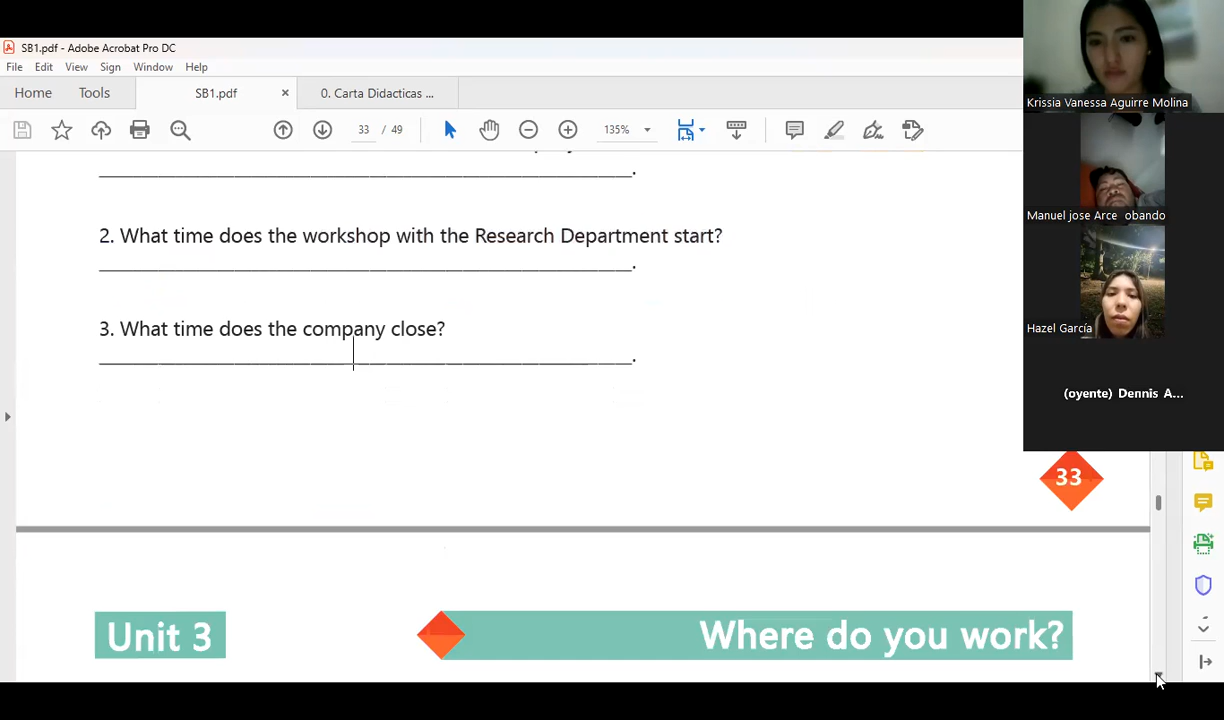 SB1.pdf - Adobe Acrobat Pro DC
File Edit View Sign Window Help
Home Tools SB1.pdf × 0. Carta Didacticas ...
33 / 49 135%
2. What time does the workshop with the Research Department start?
3. What time does the company close?
33
Unit 3 Where do you work?
Krissia Vanessa Aguirre Molina
Manuel jose Arce obando
Hazel García
(oyente) Dennis A...